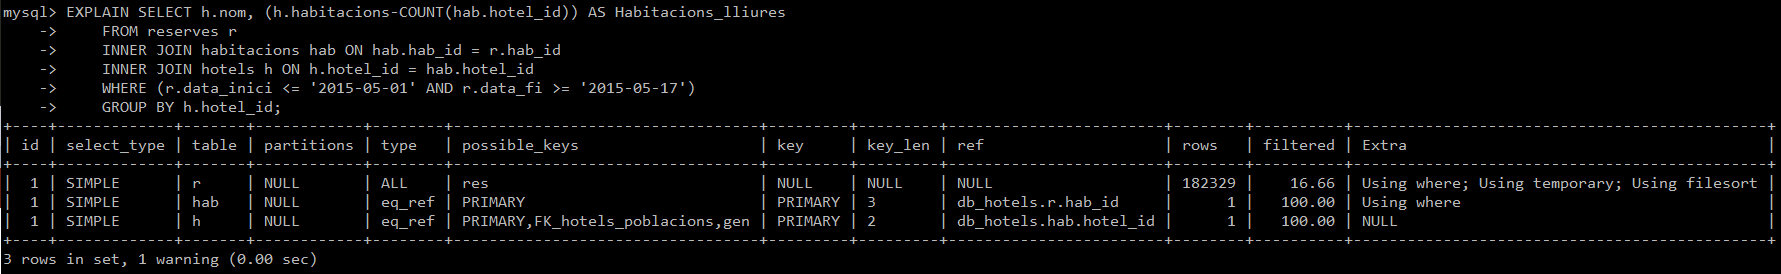 mysql> EXPLAIN SELECT h.nom, (h.habitacions-COUNT(hab.hotel_id)) AS Habitacions_lliures
    ->     FROM reserves r
    ->     INNER JOIN habitacions hab ON hab.hab_id = r.hab_id
    ->     INNER JOIN hotels h ON h.hotel_id = hab.hotel_id
    ->     WHERE (r.data_inici <= '2015-05-01' AND r.data_fi >= '2015-05-17')
    ->     GROUP BY h.hotel_id;
+----+-------------+-------+------------+--------+---------------------------------+---------+---------+-------------------------+--------+----------+----------------------------------------------+
| id | select_type | table | partitions | type   | possible_keys                   | key     | key_len | ref                     | rows   | filtered | Extra                                        |
+----+-------------+-------+------------+--------+---------------------------------+---------+---------+-------------------------+--------+----------+----------------------------------------------+
|  1 | SIMPLE      | r     | NULL       | ALL    | res                             | NULL    | NULL    | NULL                    | 182329 |    16.66 | Using where; Using temporary; Using filesort |
|  1 | SIMPLE      | hab   | NULL       | eq_ref | PRIMARY                         | PRIMARY | 3       | db_hotels.r.hab_id      |      1 |   100.00 | Using where                                  |
|  1 | SIMPLE      | h     | NULL       | eq_ref | PRIMARY,FK_hotels_poblacions,gen | PRIMARY | 2       | db_hotels.hab.hotel_id  |      1 |   100.00 | NULL                                         |
+----+-------------+-------+------------+--------+---------------------------------+---------+---------+-------------------------+--------+----------+----------------------------------------------+
3 rows in set, 1 warning (0.00 sec)